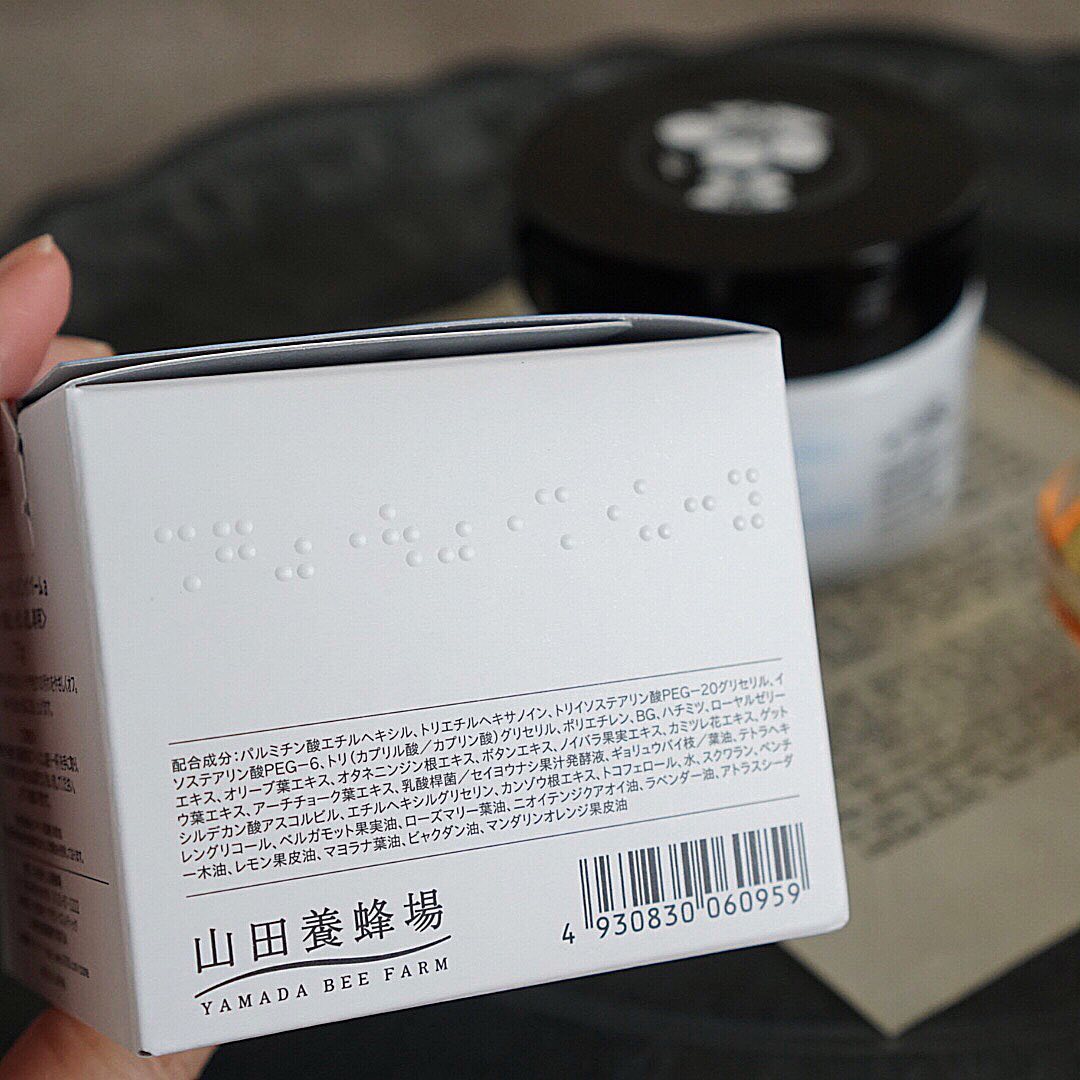 配合成分:パルミチン酸エチルヘキシル、トリエチルヘキサノイン、トリイソステアリン酸PEG-20グリセリル、イ
ソステアリン酸PEG-6、トリ(カプリル酸/カプリン酸)グリセリル、ポリエチレン、BG、ハチミツ、ローヤルゼリー
エキス、オリーブ葉エキス、オタネニンジン根エキス、ボタンエキス、ノイバラ果実エキス、カミツレ花エキス、ゲット
ウ葉エキス、アーチチョーク葉エキス、乳酸桿菌/セイヨウナシ果汁発酵液、ギョリュウバイ枝/葉油、テトラヘキ
シルデカン酸アスコルビル、エチルヘキシルグリセリン、カンゾウ根エキス、トコフェロール、水、スクワラン、ペンチ
レングリコール、ベルガモット果実油、ローズマリー葉油、ニオイテンジクアオイ油、ラベンダー油、アトラスシーダ
ー木油、レモン果皮油、マヨラナ葉油、ビャクダン油、マンダリンオレンジ果皮油
山田養蜂場
YAMADA BEE FARM
4 930830 060959